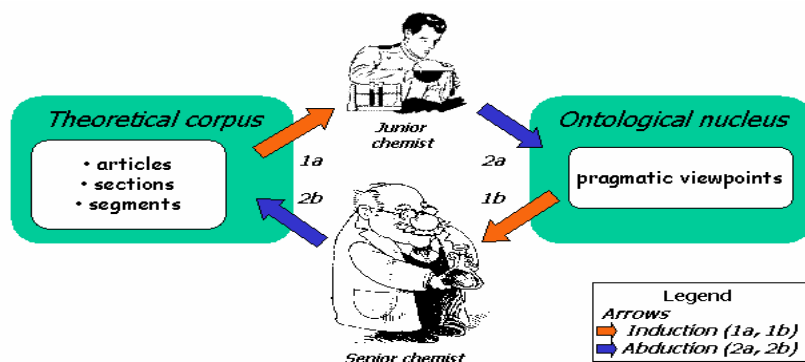 Theoretical corpus
• articles
• sections
• segments
1a
2b
Junior
chemist
2a
1b
Ontological nucleus
pragmatic viewpoints
Senior chemist
Legend
Arrows
Induction (1a, 1b)
Abduction (2a, 2b)